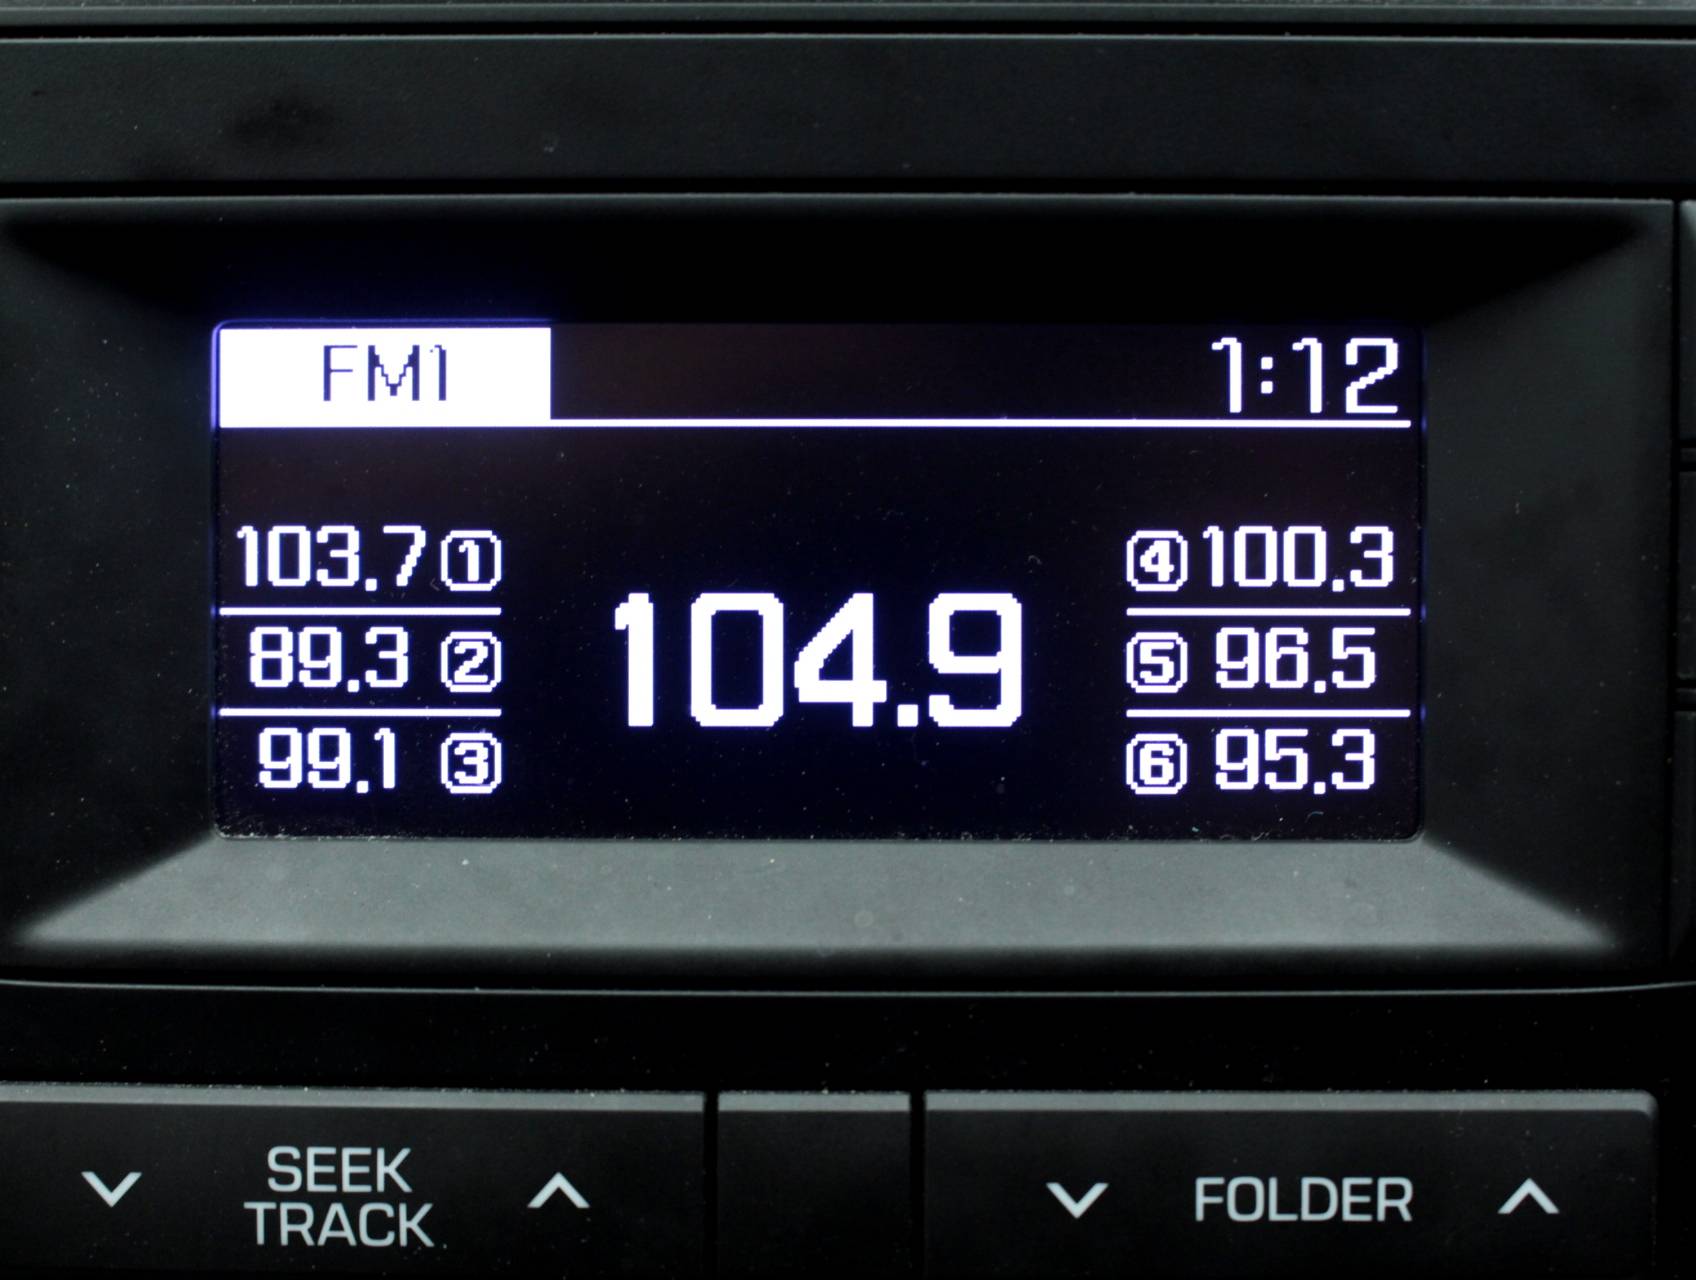 FM1 1:12
103.7 ① ④ 100.3
104.9
89.3 ② ⑤ 96.5
99.1 ③ ⑥ 95.3
SEEK
TRACK
FOLDER